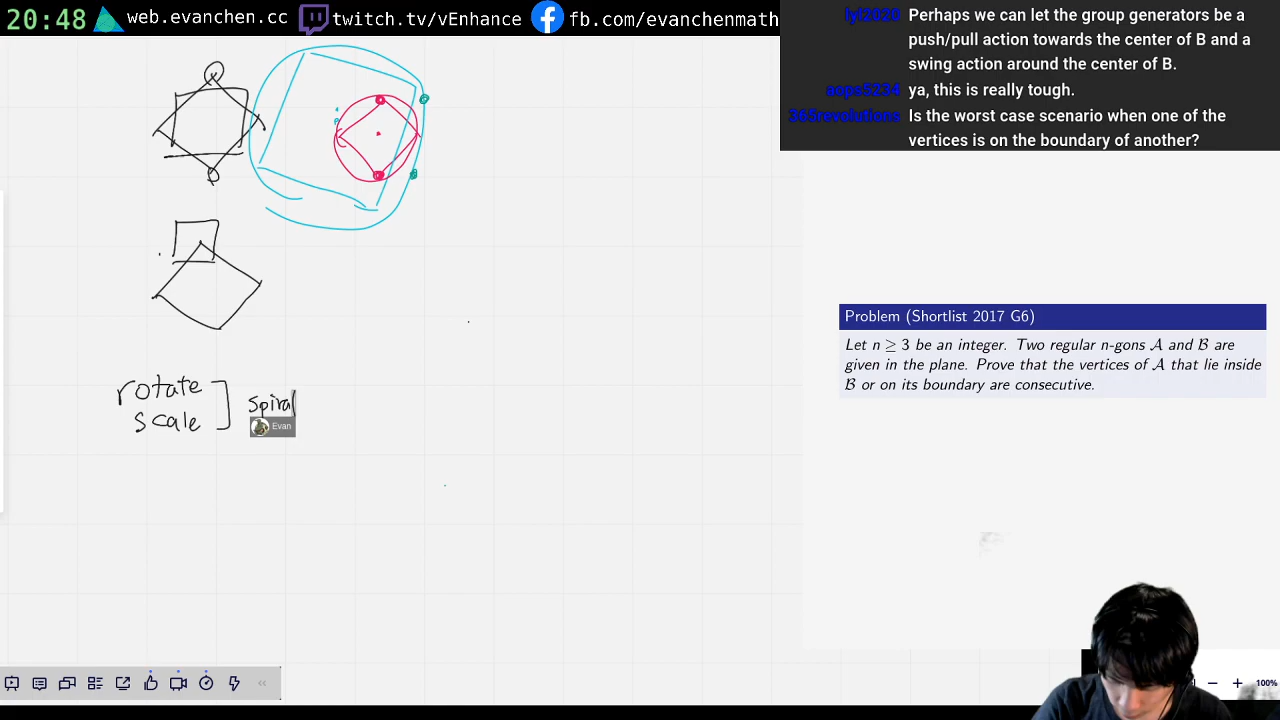 20:48 web.evanchen.cc twitch.tv/vEnhance fb.com/evanchenmath
lyl2020 Perhaps we can let the group generators be a
push/pull action towards the center of B and a
swing action around the center of B.
aops5234 ya, this is really tough.
365revolutions Is the worst case scenario when one of the
vertices is on the boundary of another?
rotate
scale
spiral
Evan
Problem (Shortlist 2017 G6)
Let n ≥ 3 be an integer. Two regular n-gons 𝒜 and ℬ are
given in the plane. Prove that the vertices of 𝒜 that lie inside
ℬ or on its boundary are consecutive.
100%